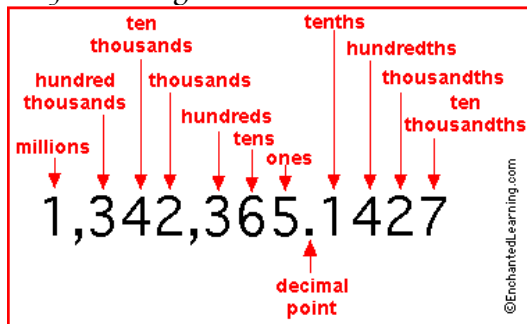 ten
thousands
tenths
hundredths
hundred
thousands
thousands
thousandths
ten
thousandths
hundreds
tens
ones
millions
1,342,365.1427
decimal
point
©EnchantedLearning.com